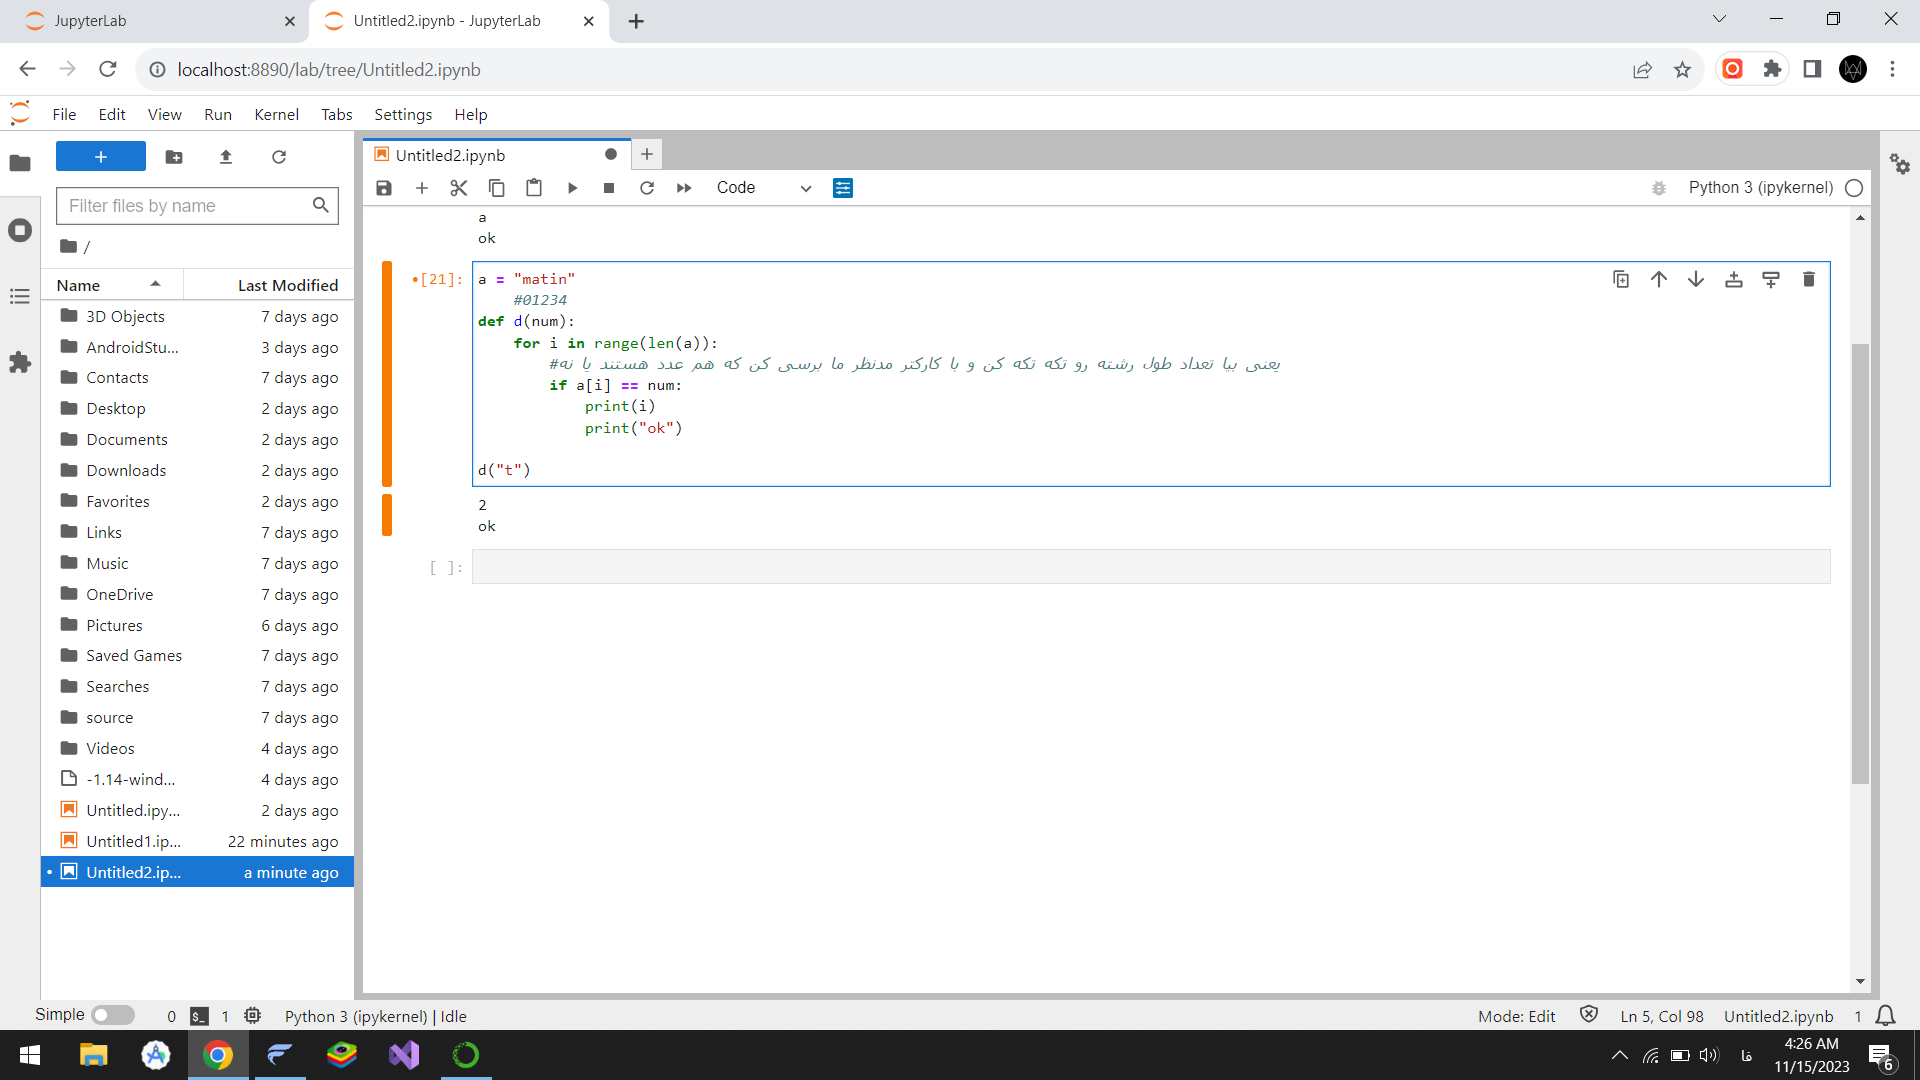 JupyterLab
Untitled2.ipynb - JupyterLab
localhost:8890/lab/tree/Untitled2.ipynb
File Edit View Run Kernel Tabs Settings Help
Untitled2.ipynb
Filter files by name
Code
Python 3 (ipykernel)
/
Name Last Modified
3D Objects 7 days ago
AndroidStu... 3 days ago
Contacts 7 days ago
Desktop 2 days ago
Documents 2 days ago
Downloads 2 days ago
Favorites 2 days ago
Links 7 days ago
Music 7 days ago
OneDrive 7 days ago
Pictures 6 days ago
Saved Games 7 days ago
Searches 7 days ago
source 7 days ago
Videos 4 days ago
-1.14-wind... 4 days ago
Untitled.ipy... 2 days ago
Untitled1.ip... 22 minutes ago
• Untitled2.ip... a minute ago
a
ok
•[21]: a = "matin"
#01234
def d(num):
for i in range(len(a)):
#یعنی بیا تعداد طول رشته رو تکه تکه کن و با کارکتر مدنظر ما برسی کن که هم عدد هستند یا نه
if a[i] == num:
print(i)
print("ok")
d("t")
2
ok
[ ]:
Simple 0 $_ 1 Python 3 (ipykernel) | Idle
Mode: Edit Ln 5, Col 98 Untitled2.ipynb 1
فا
4:26 AM
11/15/2023
6